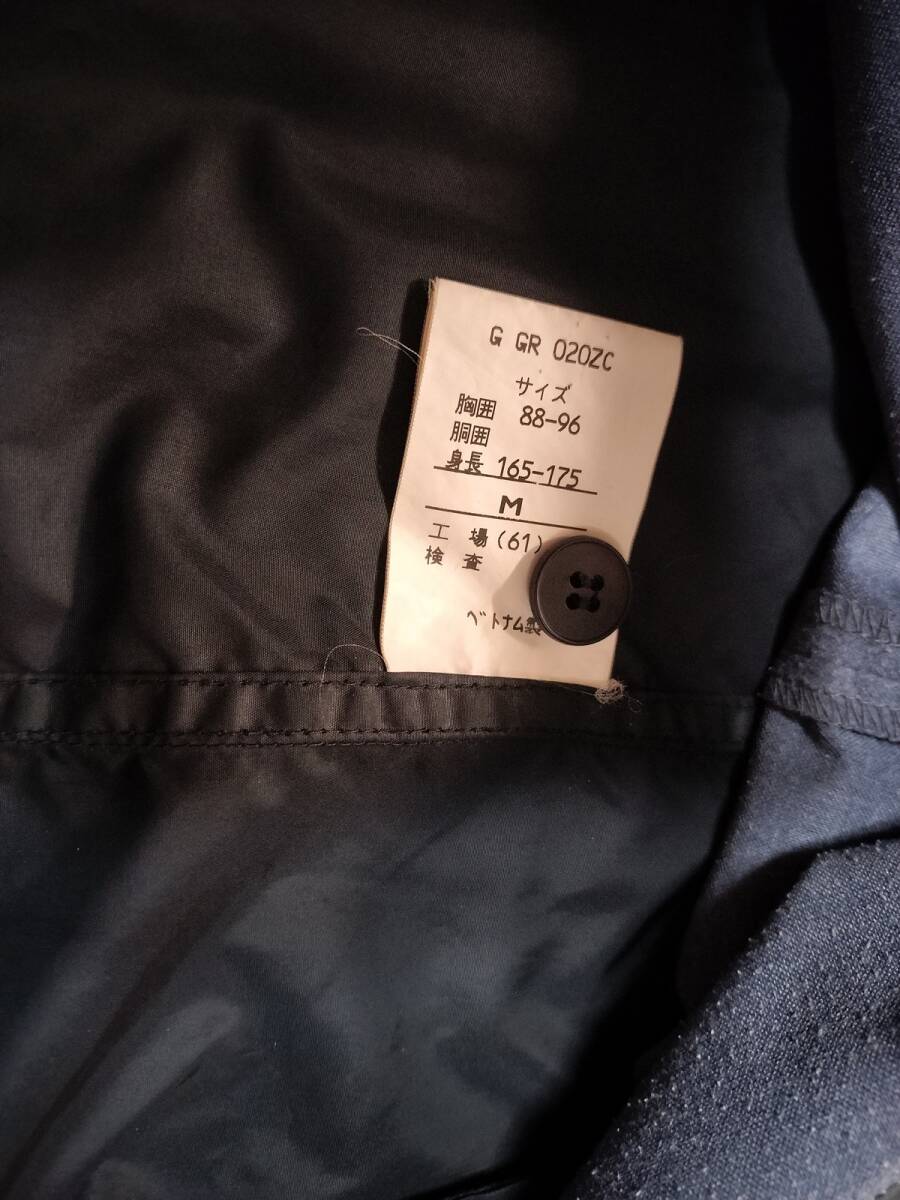 G GR 020ZC
サイズ
胸囲 88-96
胴囲
身長 165-175
M
工 場 (61)
検 査
ベトナム製